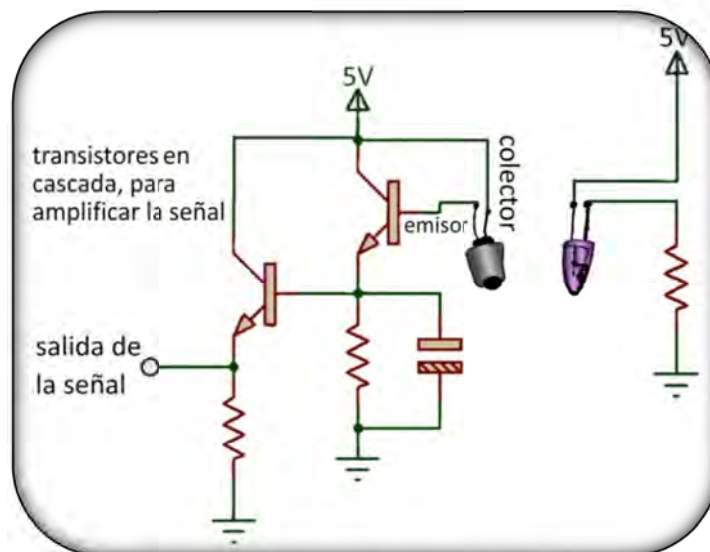 5V
5V
transistores en
cascada, para
amplificar la señal
colector
emisor
salida de
la señal